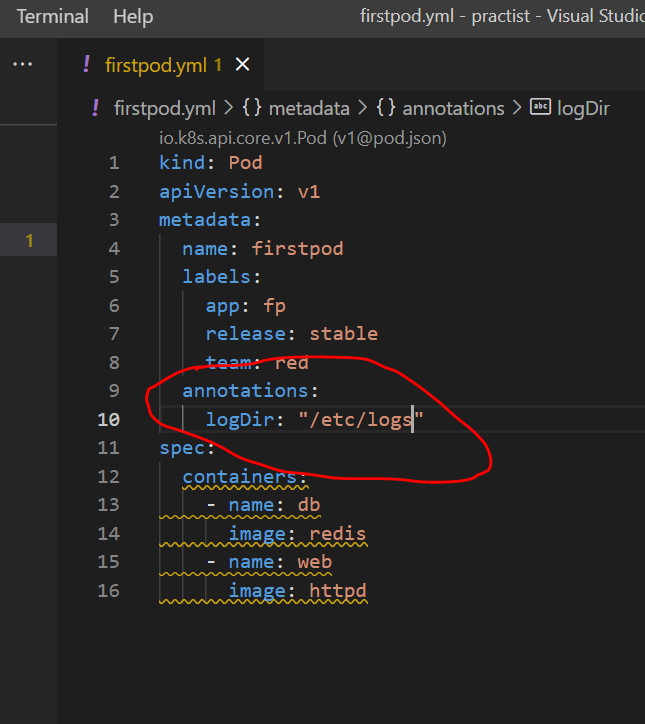 Terminal Help firstpod.yml - practist - Visual Studio
... ! firstpod.yml 1 ×
! firstpod.yml > {} metadata > {} annotations > abc logDir
io.k8s.api.core.v1.Pod (v1@pod.json)
1 kind: Pod
2 apiVersion: v1
3 metadata:
4   name: firstpod
5   labels:
6     app: fp
7     release: stable
8     team: red
9   annotations:
10     logDir: "/etc/logs"
1
11 spec:
12   containers:
13     - name: db
14       image: redis
15     - name: web
16       image: httpd